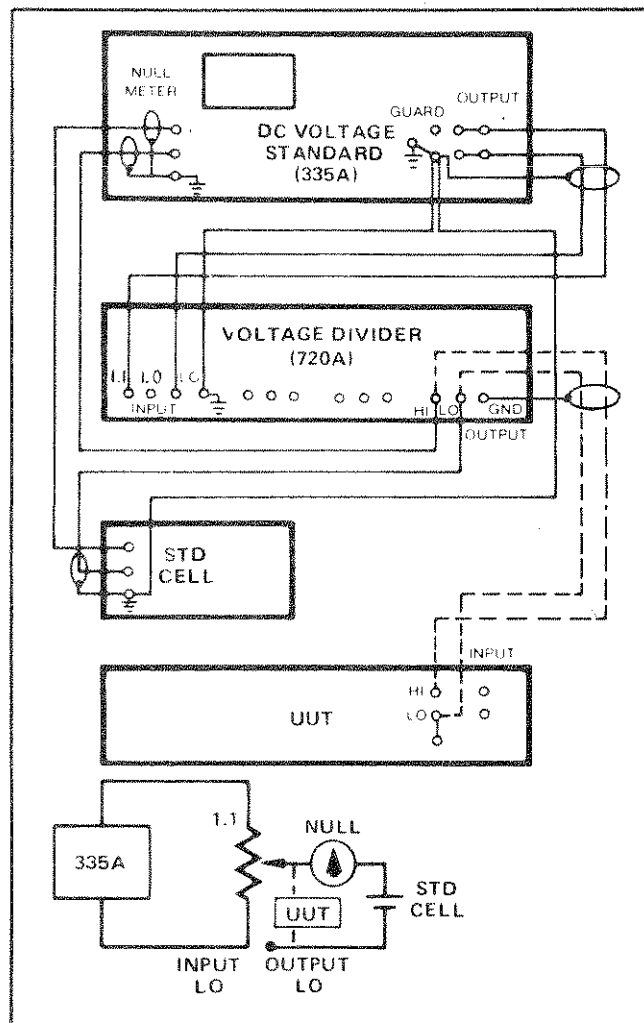 NULL
METER
GUARD
OUTPUT
DC VOLTAGE
STANDARD
(335A)
VOLTAGE DIVIDER
(720A)
1.1 1.0 LO
INPUT
HI LO GND
OUTPUT
STD
CELL
INPUT
HI
LO
UUT
1.1
NULL
335A
STD
CELL
UUT
INPUT
LO
OUTPUT
LO